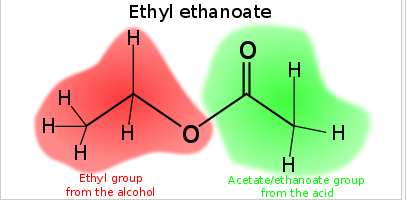 Ethyl ethanoate
H
O
H
H
H
H
H
H
O
H
Ethyl group
from the alcohol
Acetate/ethanoate group
from the acid